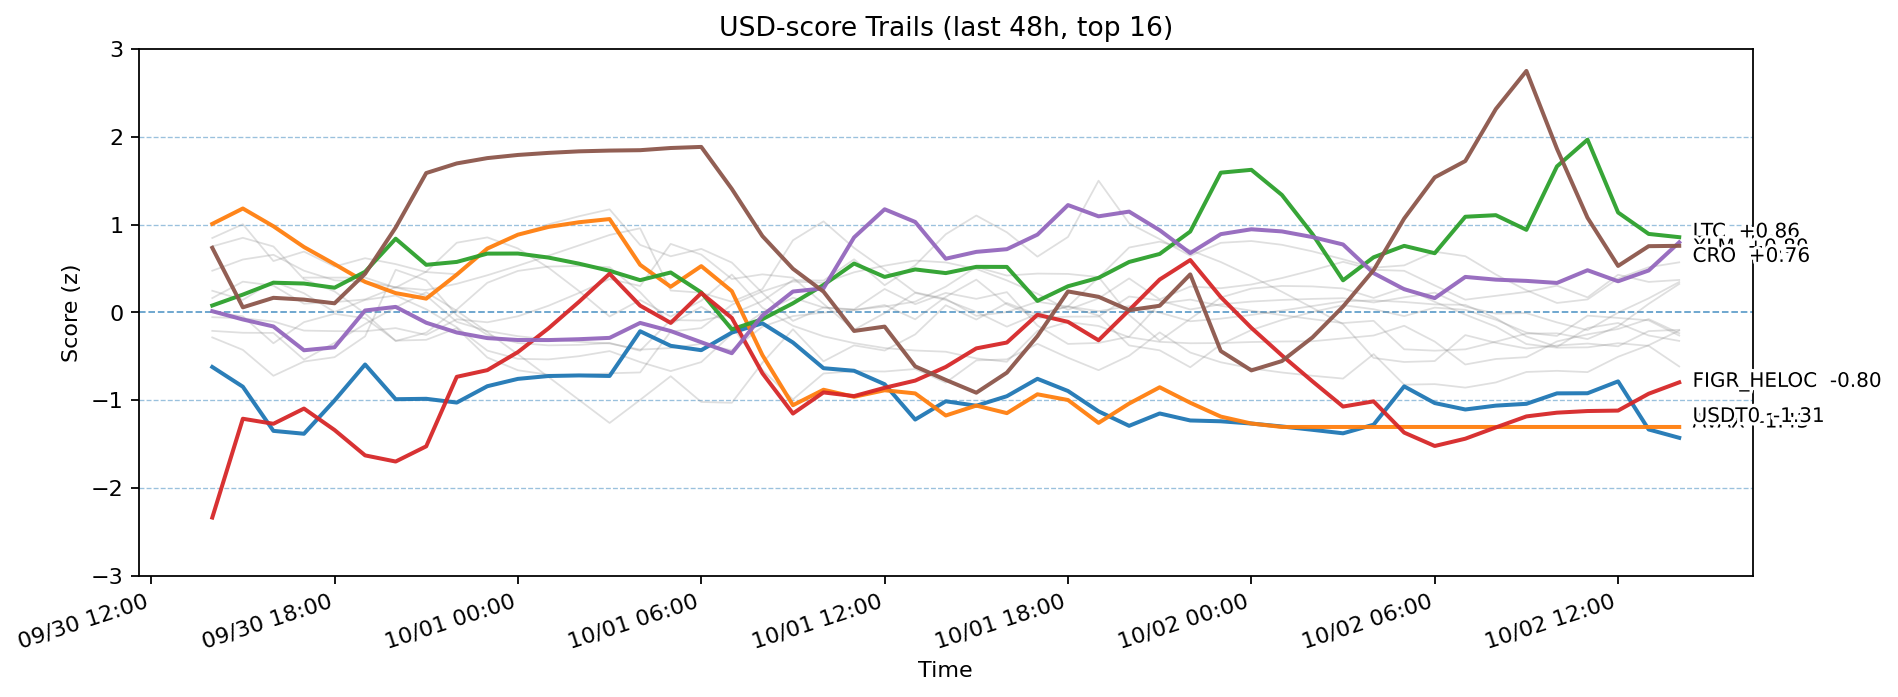 USD-score Trails (last 48h, top 16)
3
2
1
0
−1
−2
−3
Score (z)
LTC +0.86
CRO +0.76
FIGR_HELOC -0.80
USDT0 -1.31
09/30 12:00
09/30 18:00
10/01 00:00
10/01 06:00
10/01 12:00
10/01 18:00
10/02 00:00
10/02 06:00
10/02 12:00
Time